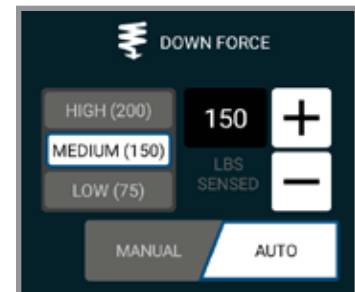 DOWN FORCE
HIGH (200)
MEDIUM (150)
LOW (75)
150
LBS
SENSED
+
−
MANUAL
AUTO